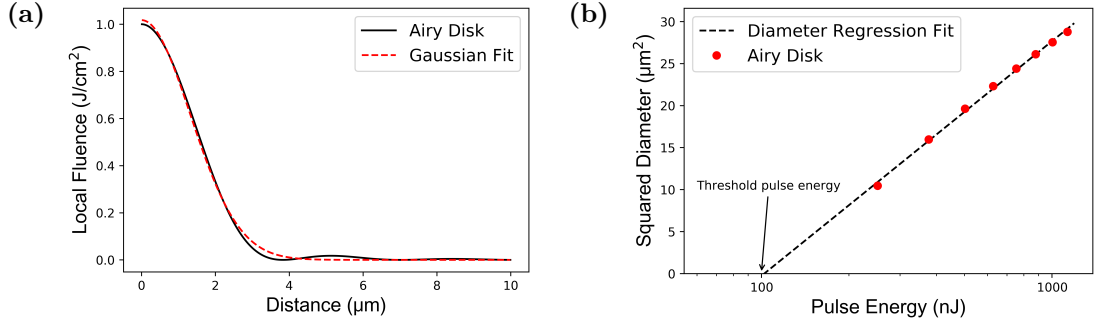 (a)
Local Fluence (J/cm²)
1.0
0.8
0.6
0.4
0.2
0.0
0
2
4
6
8
10
Distance (μm)
Airy Disk
Gaussian Fit
(b)
Squared Diameter (μm²)
30
25
20
15
10
5
0
100
1000
Pulse Energy (nJ)
Diameter Regression Fit
Airy Disk
Threshold pulse energy